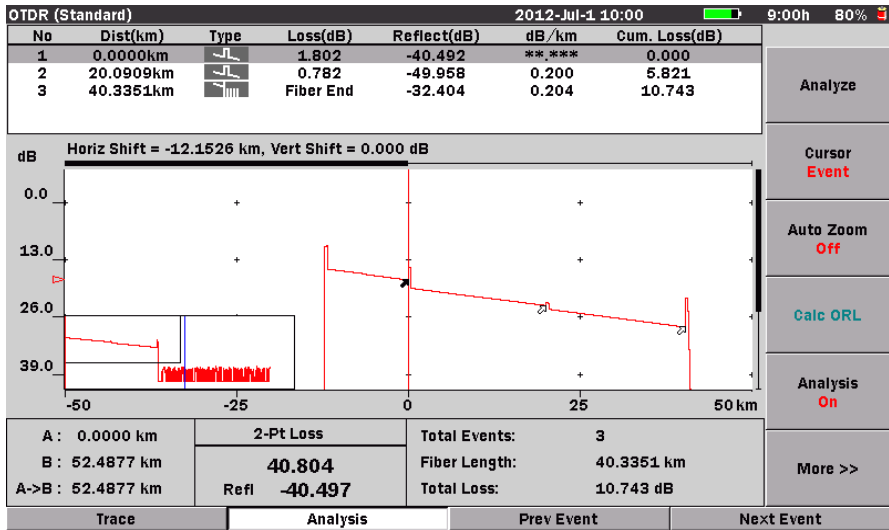 OTDR (Standard) 2012-Jul-1 10:00 9:00h 80%
No Dist(km) Type Loss(dB) Reflect(dB) dB/km Cum. Loss(dB)
1 0.0000km 1.802 -40.492 **.*** 0.000
2 20.0909km 0.782 -49.958 0.200 5.821
3 40.3351km Fiber End -32.404 0.204 10.743
Analyze
Cursor
Event
Auto Zoom
Off
Calc ORL
Analysis
On
More >>
dB Horiz Shift = -12.1526 km, Vert Shift = 0.000 dB
0.0
13.0
26.0
39.0
-50 -25 0 25 50 km
A: 0.0000 km
B: 52.4877 km
A->B: 52.4877 km
2-Pt Loss
40.804
Refl -40.497
Total Events: 3
Fiber Length: 40.3351 km
Total Loss: 10.743 dB
Trace Analysis Prev Event Next Event